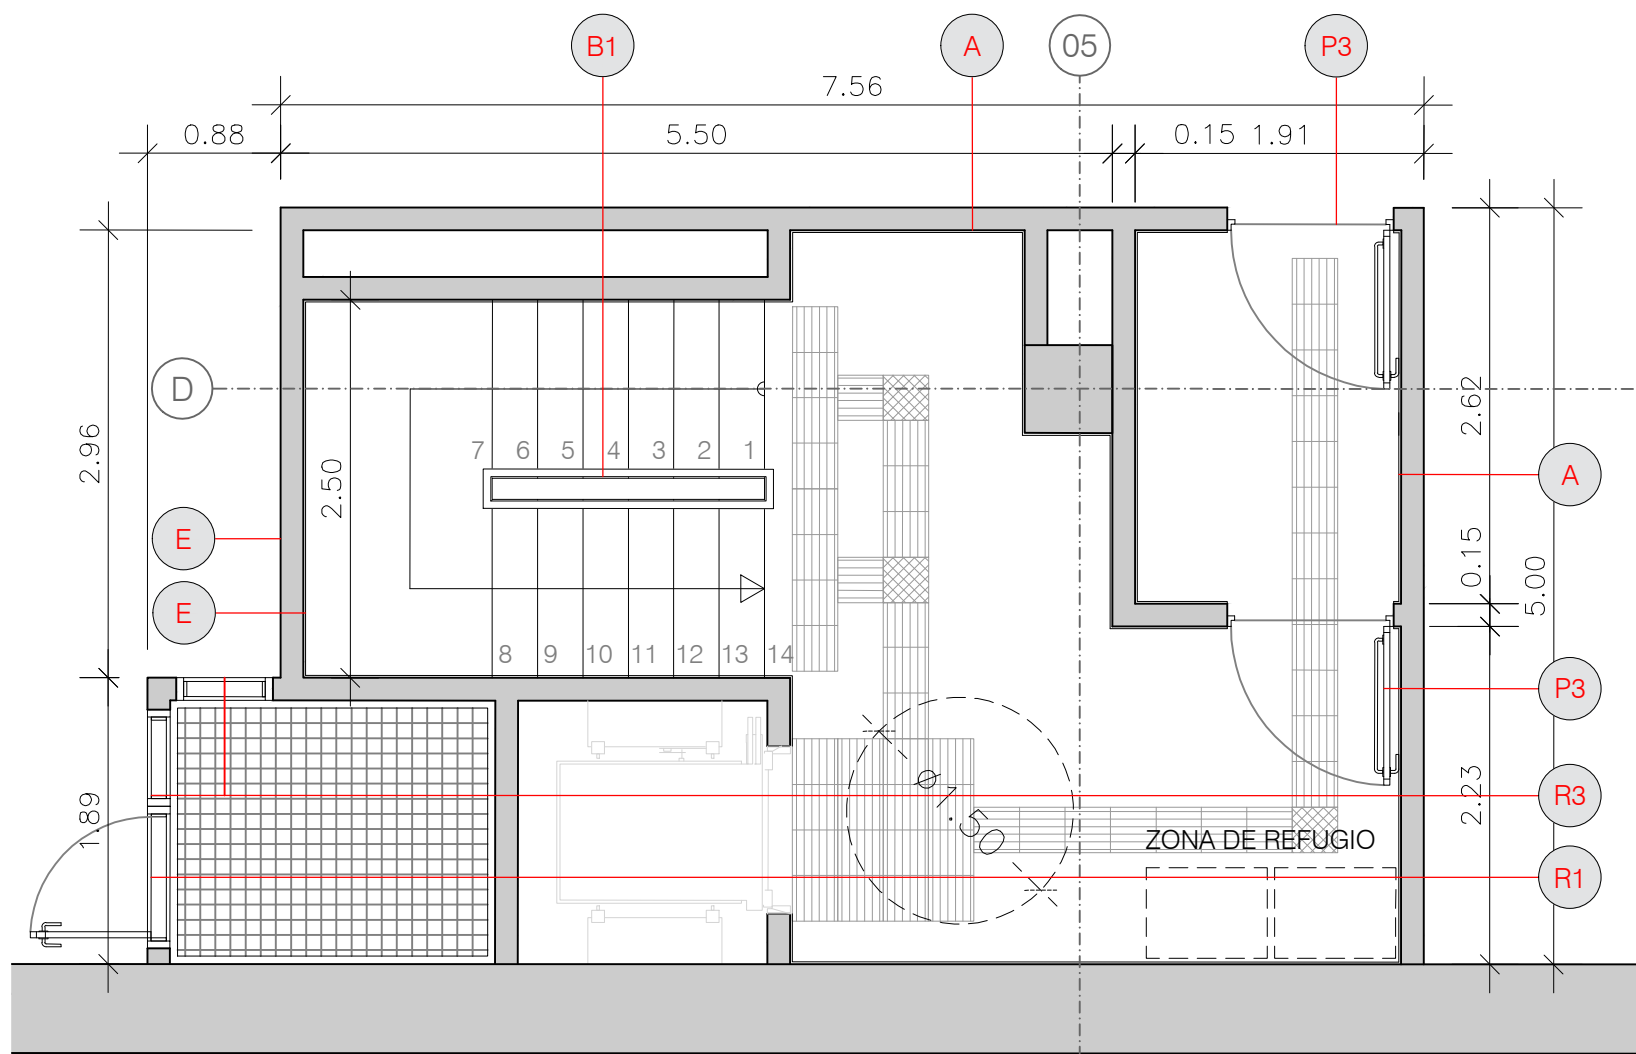 B1
A
05
P3
7.56
0.88
5.50
0.15 1.91
D
2.96
2.50
7 6 5 4 3 2 1
2.62
A
E
0.15
5.00
E
8 9 10 11 12 13 14
P3
Ø 1.50
R3
1.89
2.23
ZONA DE REFUGIO
R1